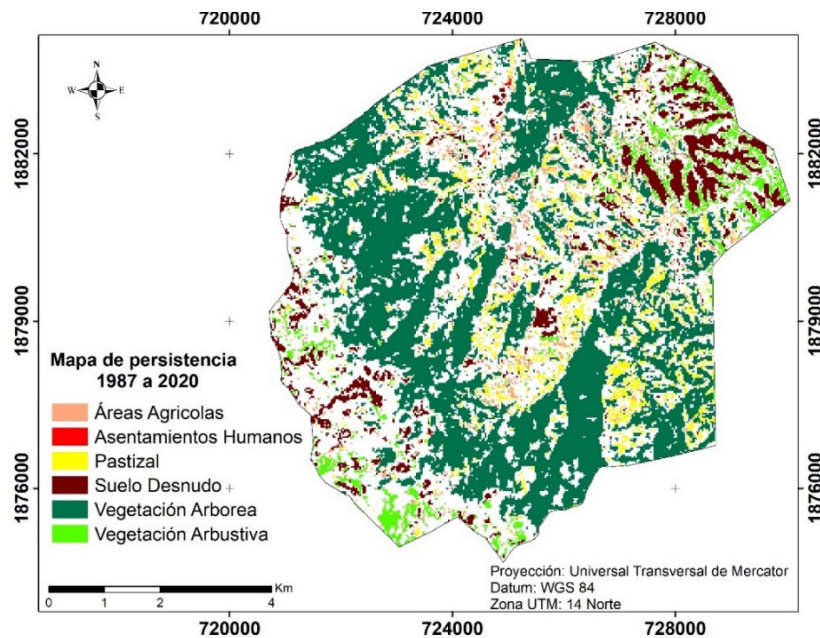 720000 724000 728000
N
W E
S
1882000 1882000
1879000 1879000
Mapa de persistencia
1987 a 2020
Áreas Agricolas
Asentamientos Humanos
Pastizal
Suelo Desnudo
Vegetación Arborea
Vegetación Arbustiva
1876000 1876000
Km
0 1 2 4
Proyección: Universal Transversal de Mercator
Datum: WGS 84
Zona UTM: 14 Norte
720000 724000 728000